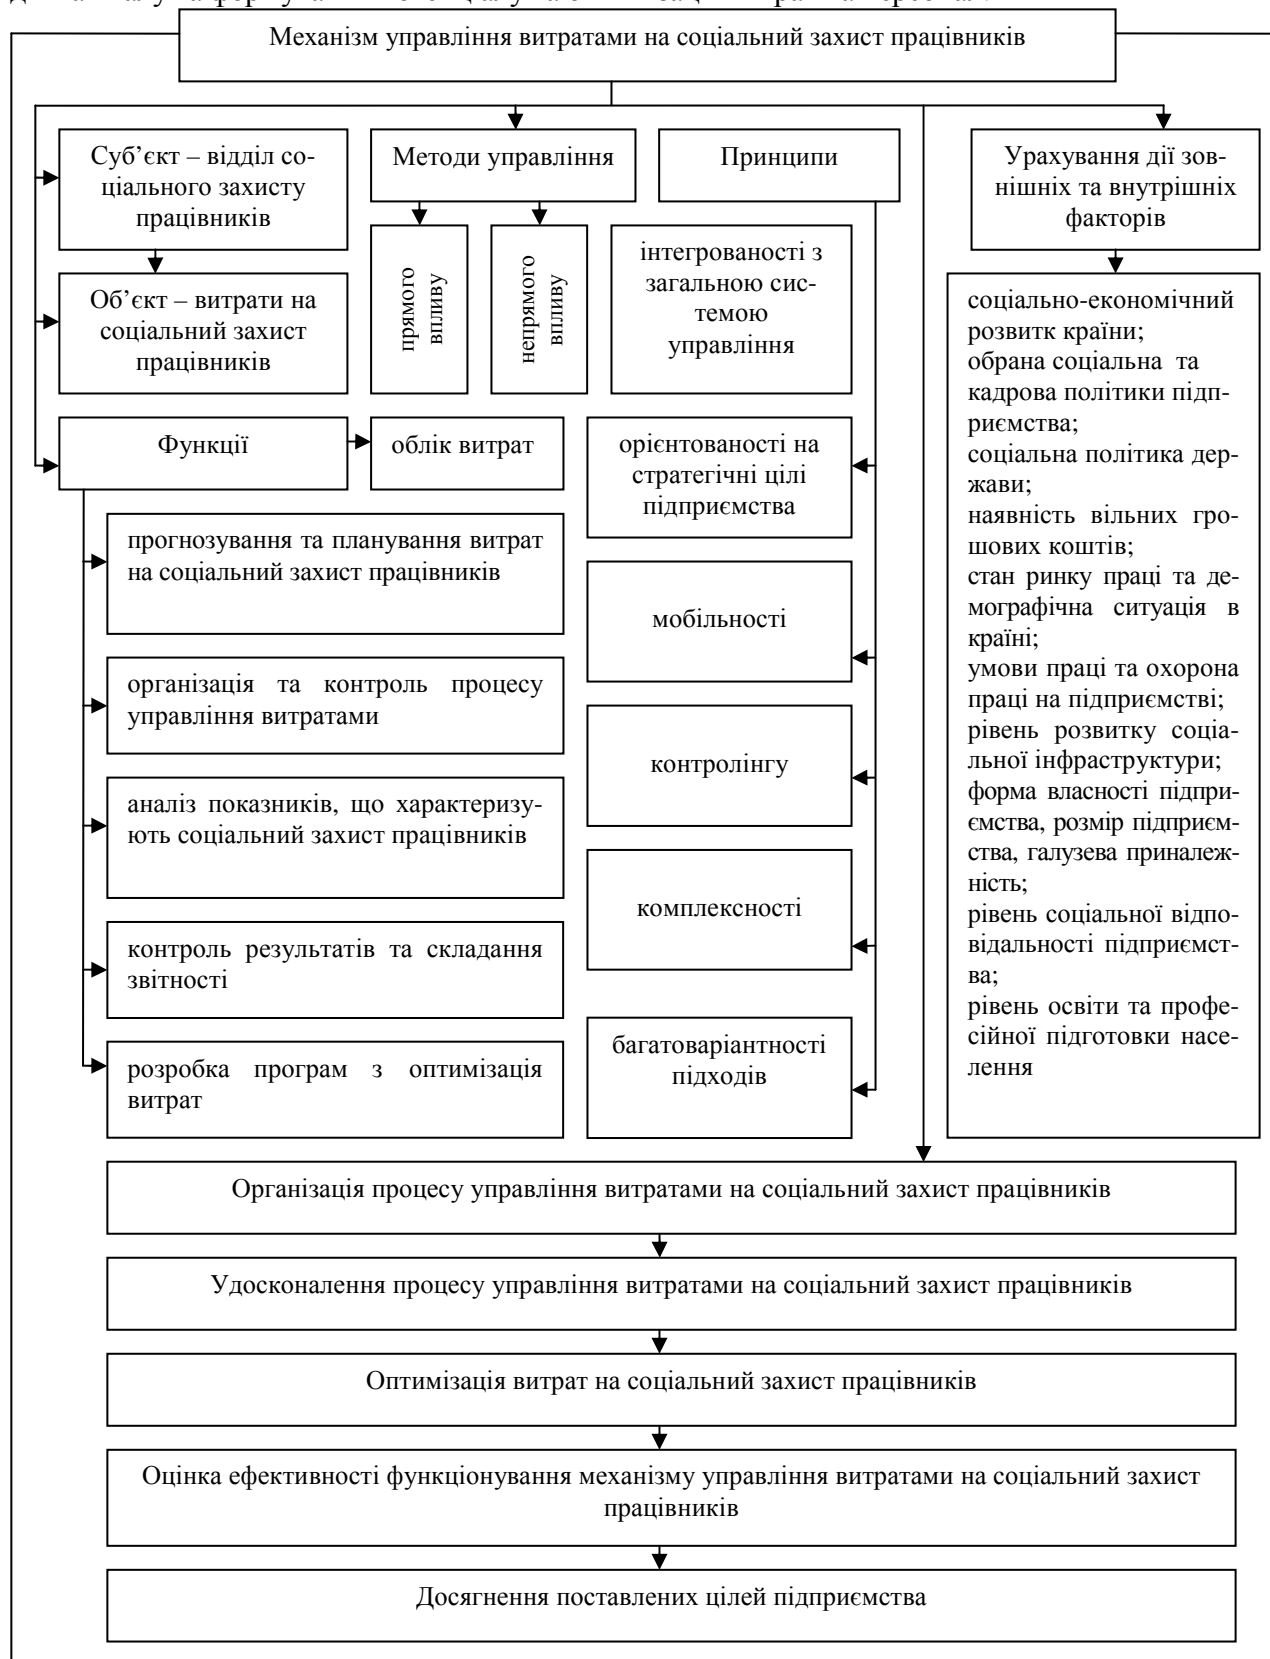 Механізм управління витратами на соціальний захист працівників
Суб’єкт – відділ со-
ціального захисту
працівників
Методи управління
Принципи
Урахування дії зов-
нішніх та внутрішніх
факторів
Об’єкт – витрати на
соціальний захист
працівників
прямого
впливу
непрямого
впливу
інтегрованості з
загальною сис-
темою
управління
Функції
облік витрат
орієнтованості на
стратегічні цілі
підприємства
прогнозування та планування витрат
на соціальний захист працівників
мобільності
організація та контроль процесу
управління витратами
контролінгу
аналіз показників, що характеризу-
ють соціальний захист працівників
комплексності
контроль результатів та складання
звітності
багатоваріантності
підходів
розробка програм з оптимізація
витрат
соціально-економічний
розвитк країни;
обрана соціальна та
кадрова політики підп-
риємства;
соціальна політика дер-
жави;
наявність вільних гро-
шових коштів;
стан ринку праці та де-
мографічна ситуація в
країні;
умови праці та охорона
праці на підприємстві;
рівень розвитку соціа-
льної інфраструктури;
форма власності підпри-
ємства, розмір підприєм-
ства, галузева приналеж-
ність;
рівень соціальної відпо-
відальності підприємст-
ва;
рівень освіти та профе-
сійної підготовки насе-
лення
Організація процесу управління витратами на соціальний захист працівників
Удосконалення процесу управління витратами на соціальний захист працівників
Оптимізація витрат на соціальний захист працівників
Оцінка ефективності функціонування механізму управління витратами на соціальний захист
працівників
Досягнення поставлених цілей підприємства